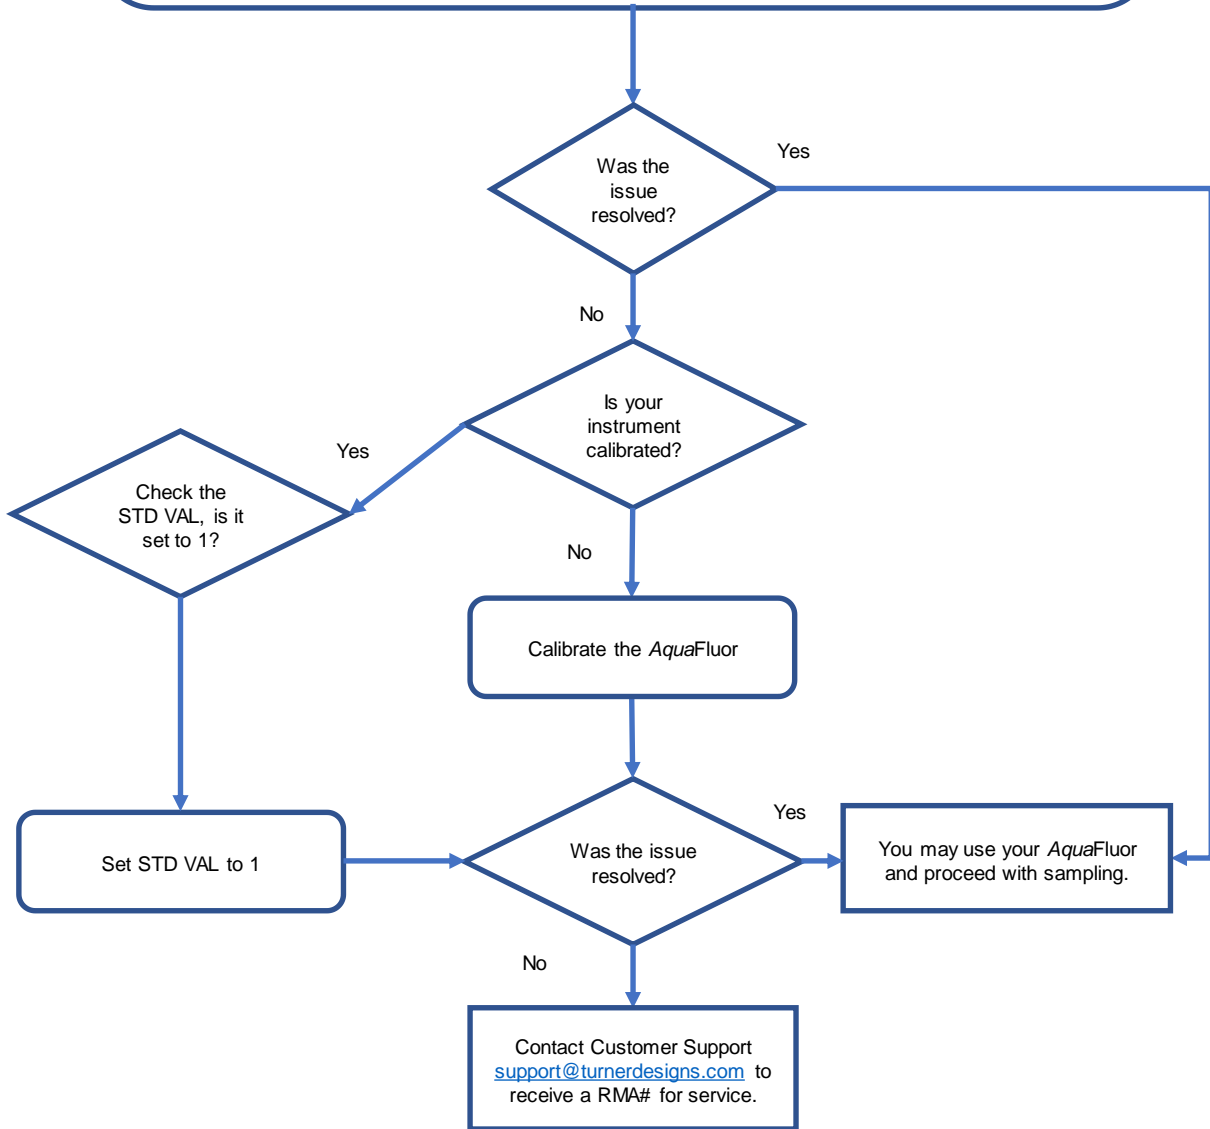 Was the
issue
resolved?
Yes
No
Is your
instrument
calibrated?
Yes
Check the
STD VAL, is it
set to 1?
No
Calibrate the AquaFluor
Set STD VAL to 1
Was the issue
resolved?
Yes
You may use your AquaFluor
and proceed with sampling.
No
Contact Customer Support
support@turnerdesigns.com to
receive a RMA# for service.